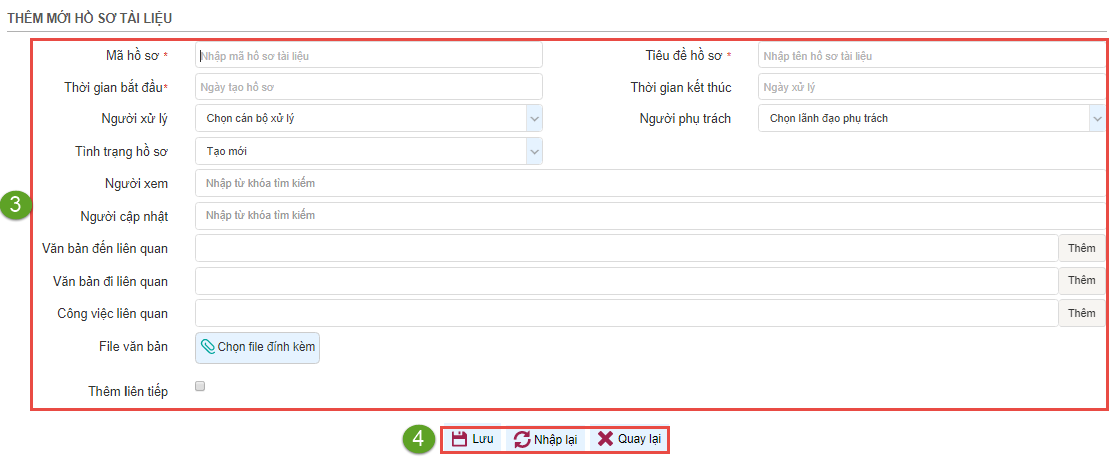 THÊM MỚI HỒ SƠ TÀI LIỆU
Mã hồ sơ * Nhập mã hồ sơ tài liệu Tiêu đề hồ sơ * Nhập tên hồ sơ tài liệu
Thời gian bắt đầu* Ngày tạo hồ sơ Thời gian kết thúc Ngày xử lý
Người xử lý Chọn cán bộ xử lý Người phụ trách Chọn lãnh đạo phụ trách
Tình trạng hồ sơ Tạo mới
Người xem Nhập từ khóa tìm kiếm
3
Người cập nhật Nhập từ khóa tìm kiếm
Văn bản đến liên quan Thêm
Văn bản đi liên quan Thêm
Công việc liên quan Thêm
File văn bản Chọn file đính kèm
Thêm liên tiếp
4 Lưu Nhập lại Quay lại